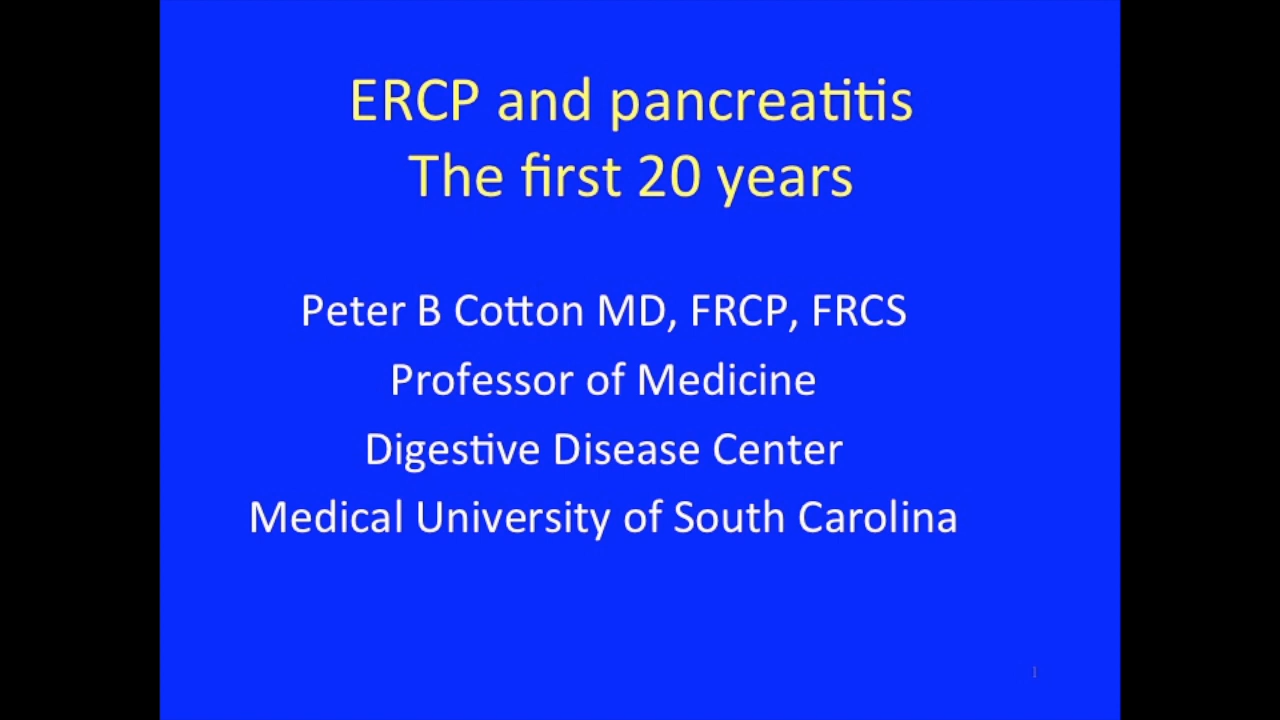 ERCP and pancreatitis
The first 20 years
Peter B Cotton MD, FRCP, FRCS
Professor of Medicine
Digestive Disease Center
Medical University of South Carolina
1